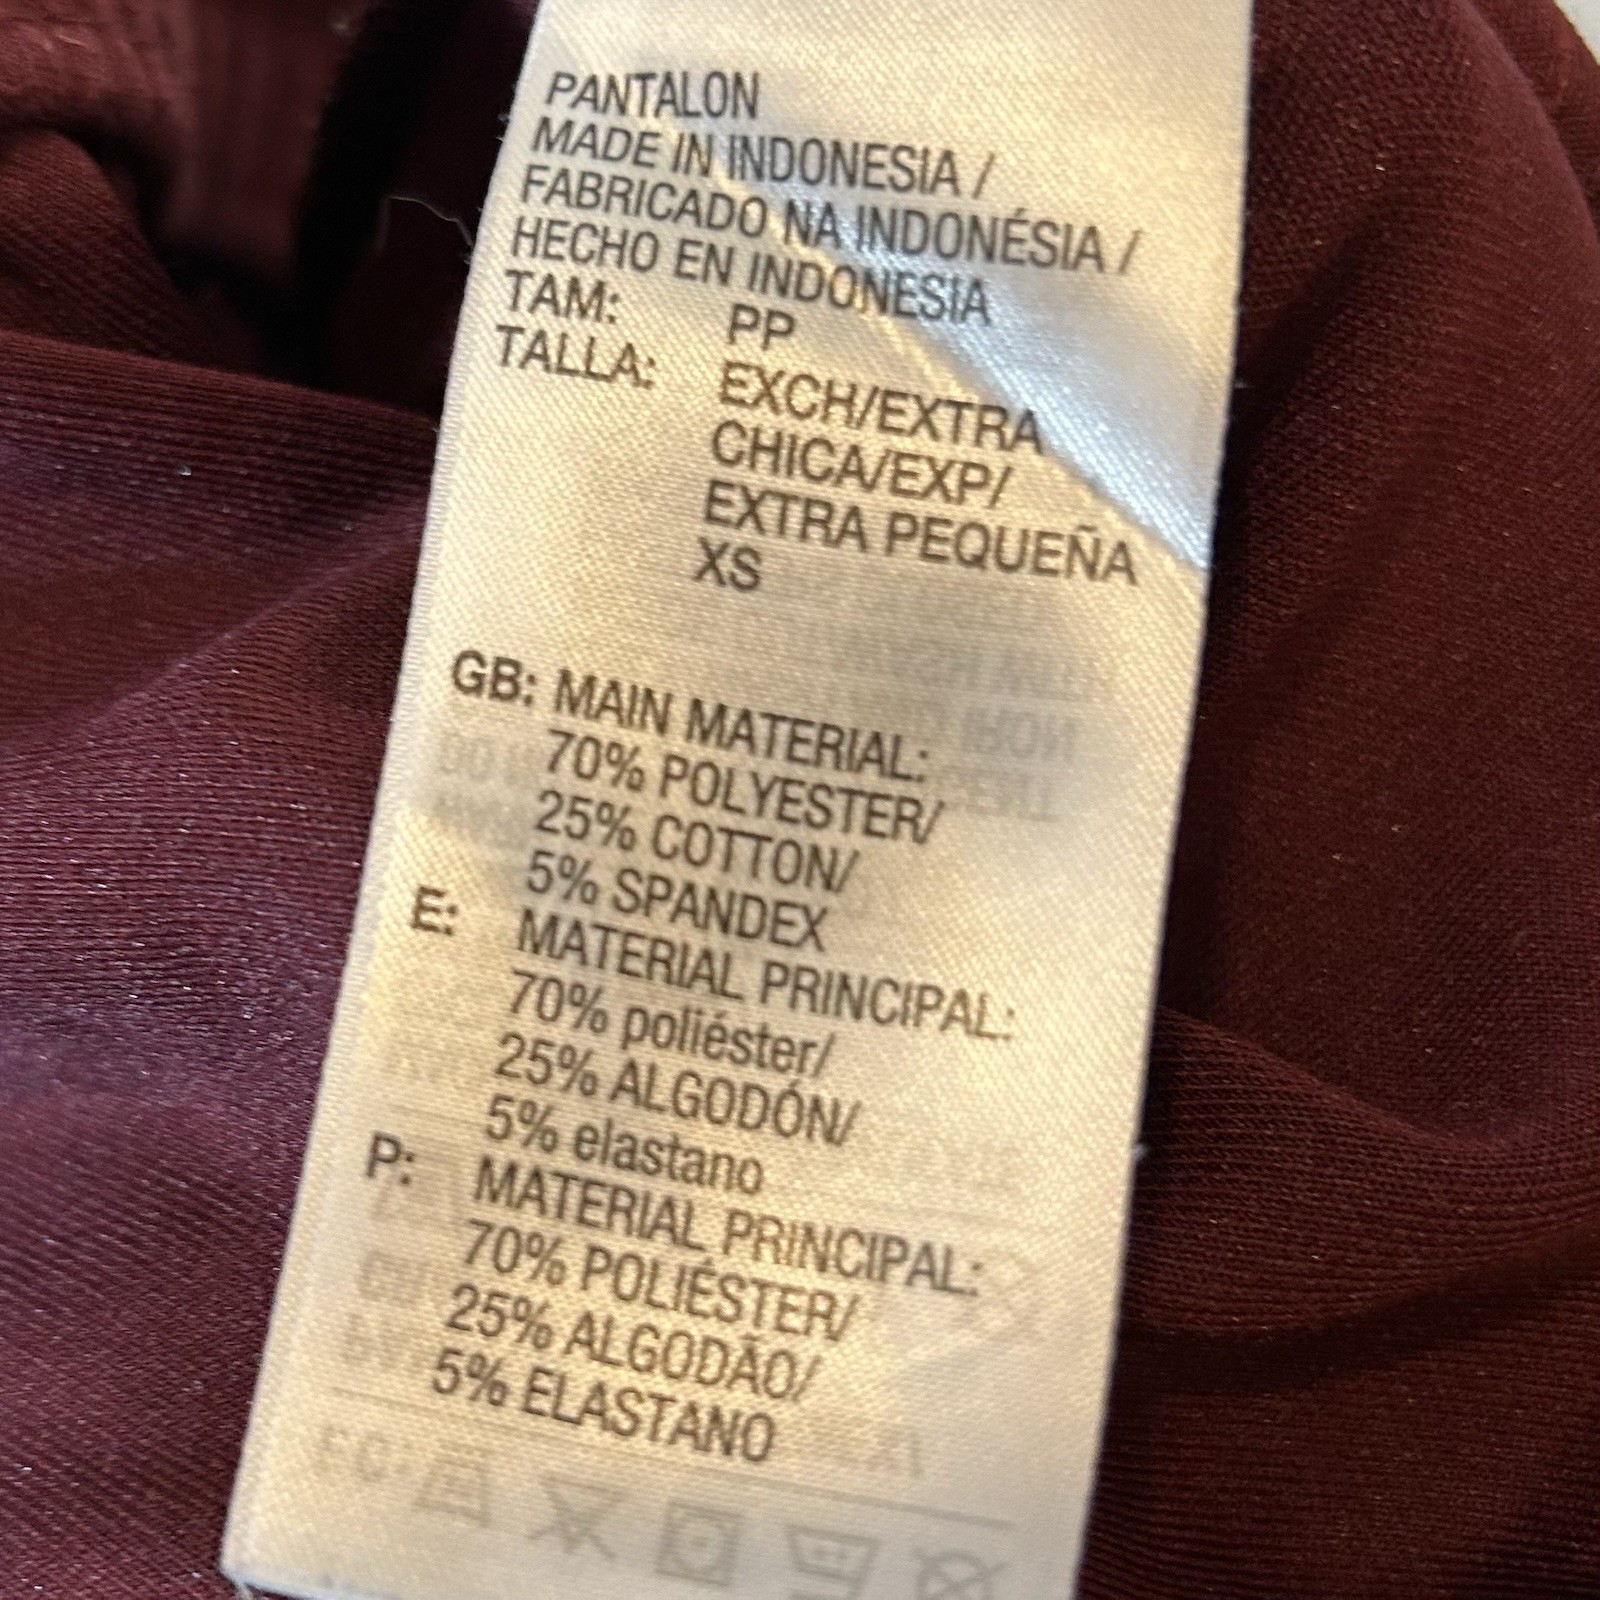 PANTALON
MADE IN INDONESIA /
FABRICADO NA INDONÉSIA /
HECHO EN INDONESIA
TAM: PP
TALLA: EXCH/EXTRA
CHICA/EXP/
EXTRA PEQUEÑA
XS
GB: MAIN MATERIAL:
70% POLYESTER/
25% COTTON/
5% SPANDEX
E: MATERIAL PRINCIPAL:
70% poliéster/
25% ALGODÓN/
5% elastano
P: MATERIAL PRINCIPAL:
70% POLIÉSTER/
25% ALGODÃO/
5% ELASTANO